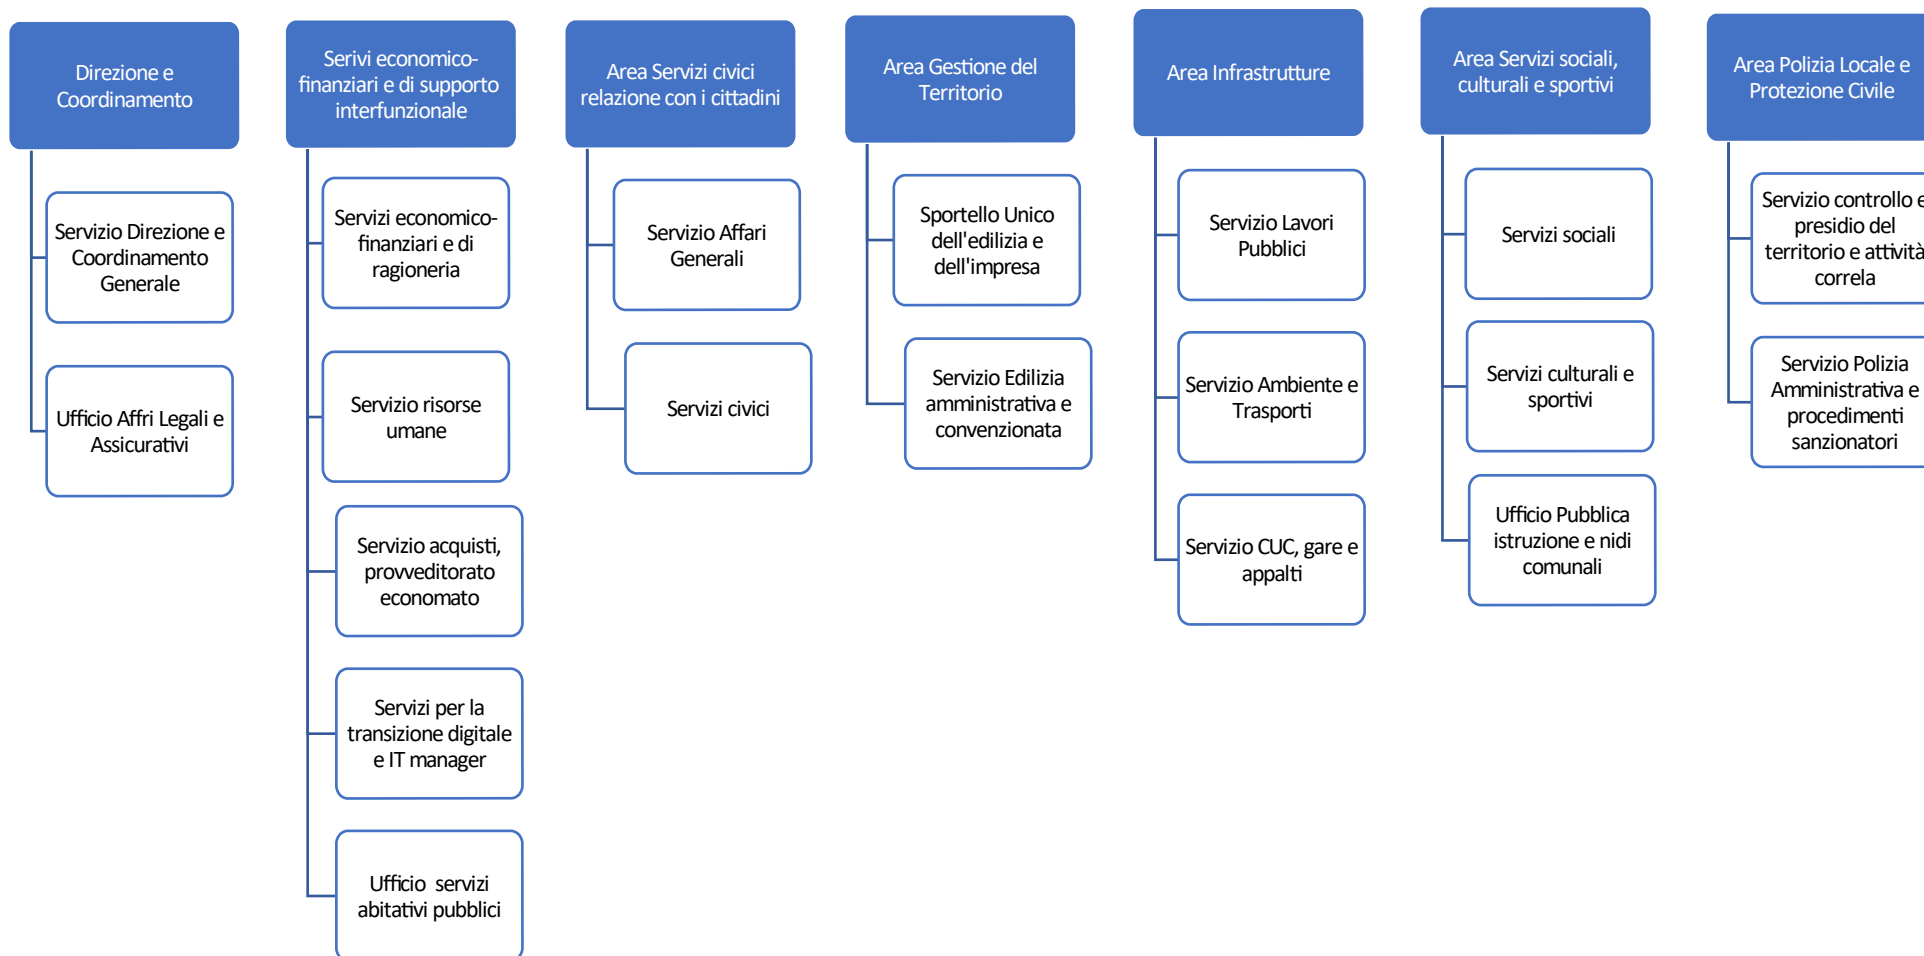 Direzione e
Coordinamento
Servizio Direzione e
Coordinamento
Generale
Ufficio Affri Legali e
Assicurativi
Serivi economico-
finanziari e di supporto
interfunzionale
Servizi economico-
finanziari e di
ragioneria
Servizio risorse
umane
Servizio acquisti,
provveditorato
economato
Servizi per la
transizione digitale
e IT manager
Ufficio servizi
abitativi pubblici
Area Servizi civici
relazione con i cittadini
Servizio Affari
Generali
Servizi civici
Area Gestione del
Territorio
Sportello Unico
dell'edilizia e
dell'impresa
Servizio Edilizia
amministrativa e
convenzionata
Area Infrastrutture
Servizio Lavori
Pubblici
Servizio Ambiente e
Trasporti
Servizio CUC, gare e
appalti
Area Servizi sociali,
culturali e sportivi
Servizi sociali
Servizi culturali e
sportivi
Ufficio Pubblica
istruzione e nidi
comunali
Area Polizia Locale e
Protezione Civile
Servizio controllo e
presidio del
territorio e attività
correla
Servizio Polizia
Amministrativa e
procedimenti
sanzionatori